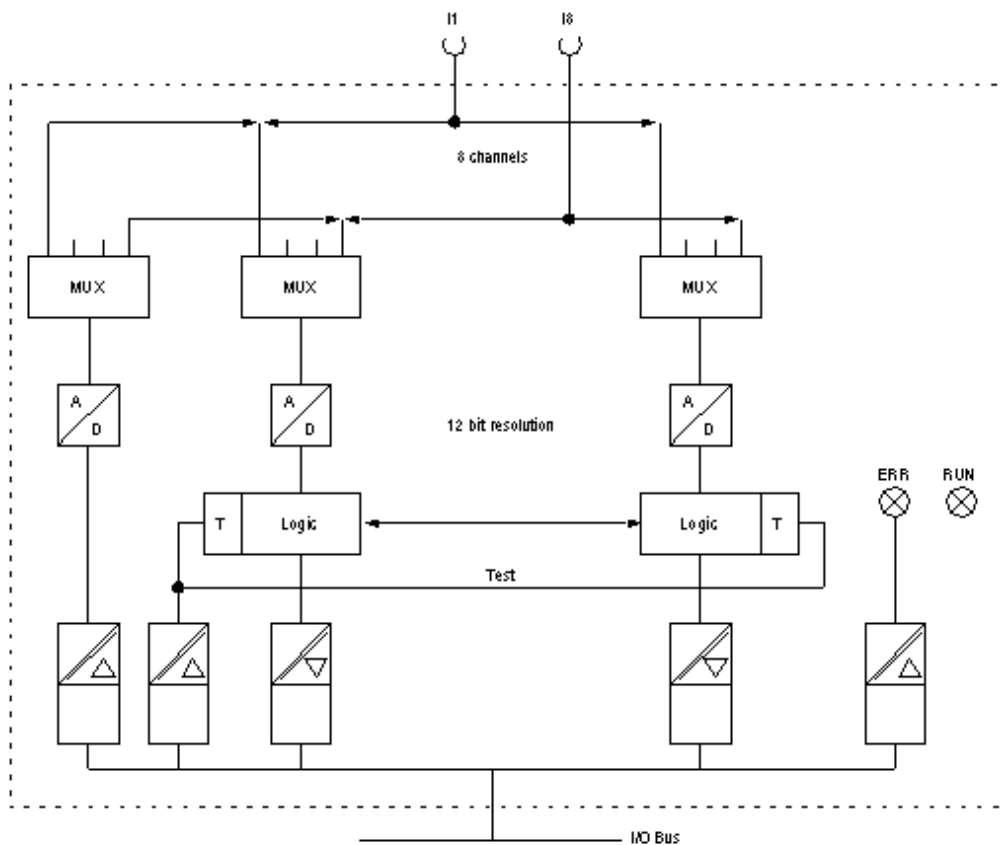 I1 I8
8 channels
MUX MUX MUX
A A A
D D D
12 bit resolution
ERR RUN
T Logic Logic T
Test
I/O Bus